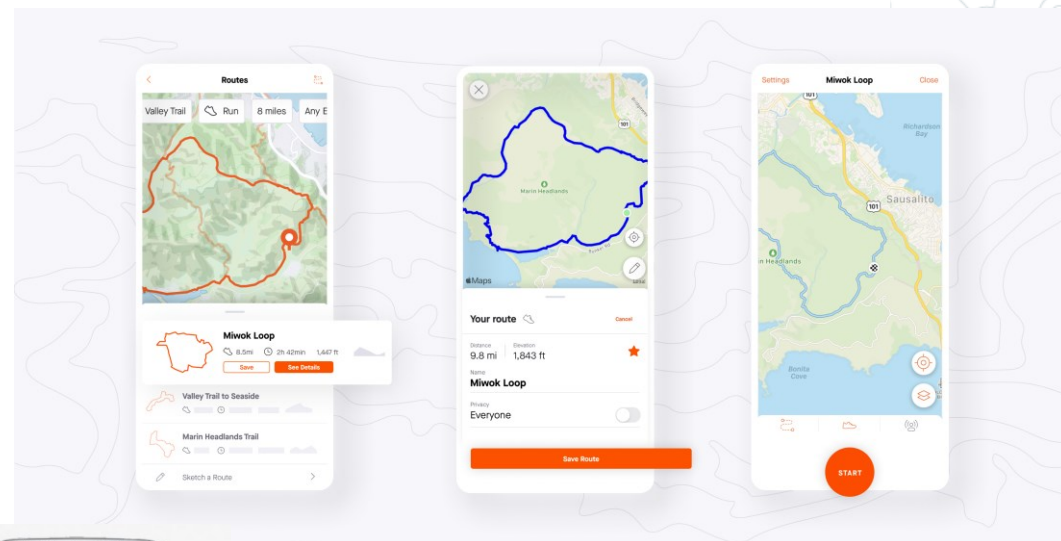 Routes
Valley Trail
Run
8 miles
Any E
Miwok Loop
8.5mi
2h 42min
1,447 ft
Save
See Details
Valley Trail to Seaside
Marin Headlands Trail
Sketch a Route
101
Marin Headlands
Maps
Your route
Cancel
Distance
Elevation
9.8 mi
1,843 ft
Name
Miwok Loop
Privacy
Everyone
Save Route
Settings
Miwok Loop
Close
101
Richardson
Bay
Sausalito
101
in Headlands
Bonita
Cove
START